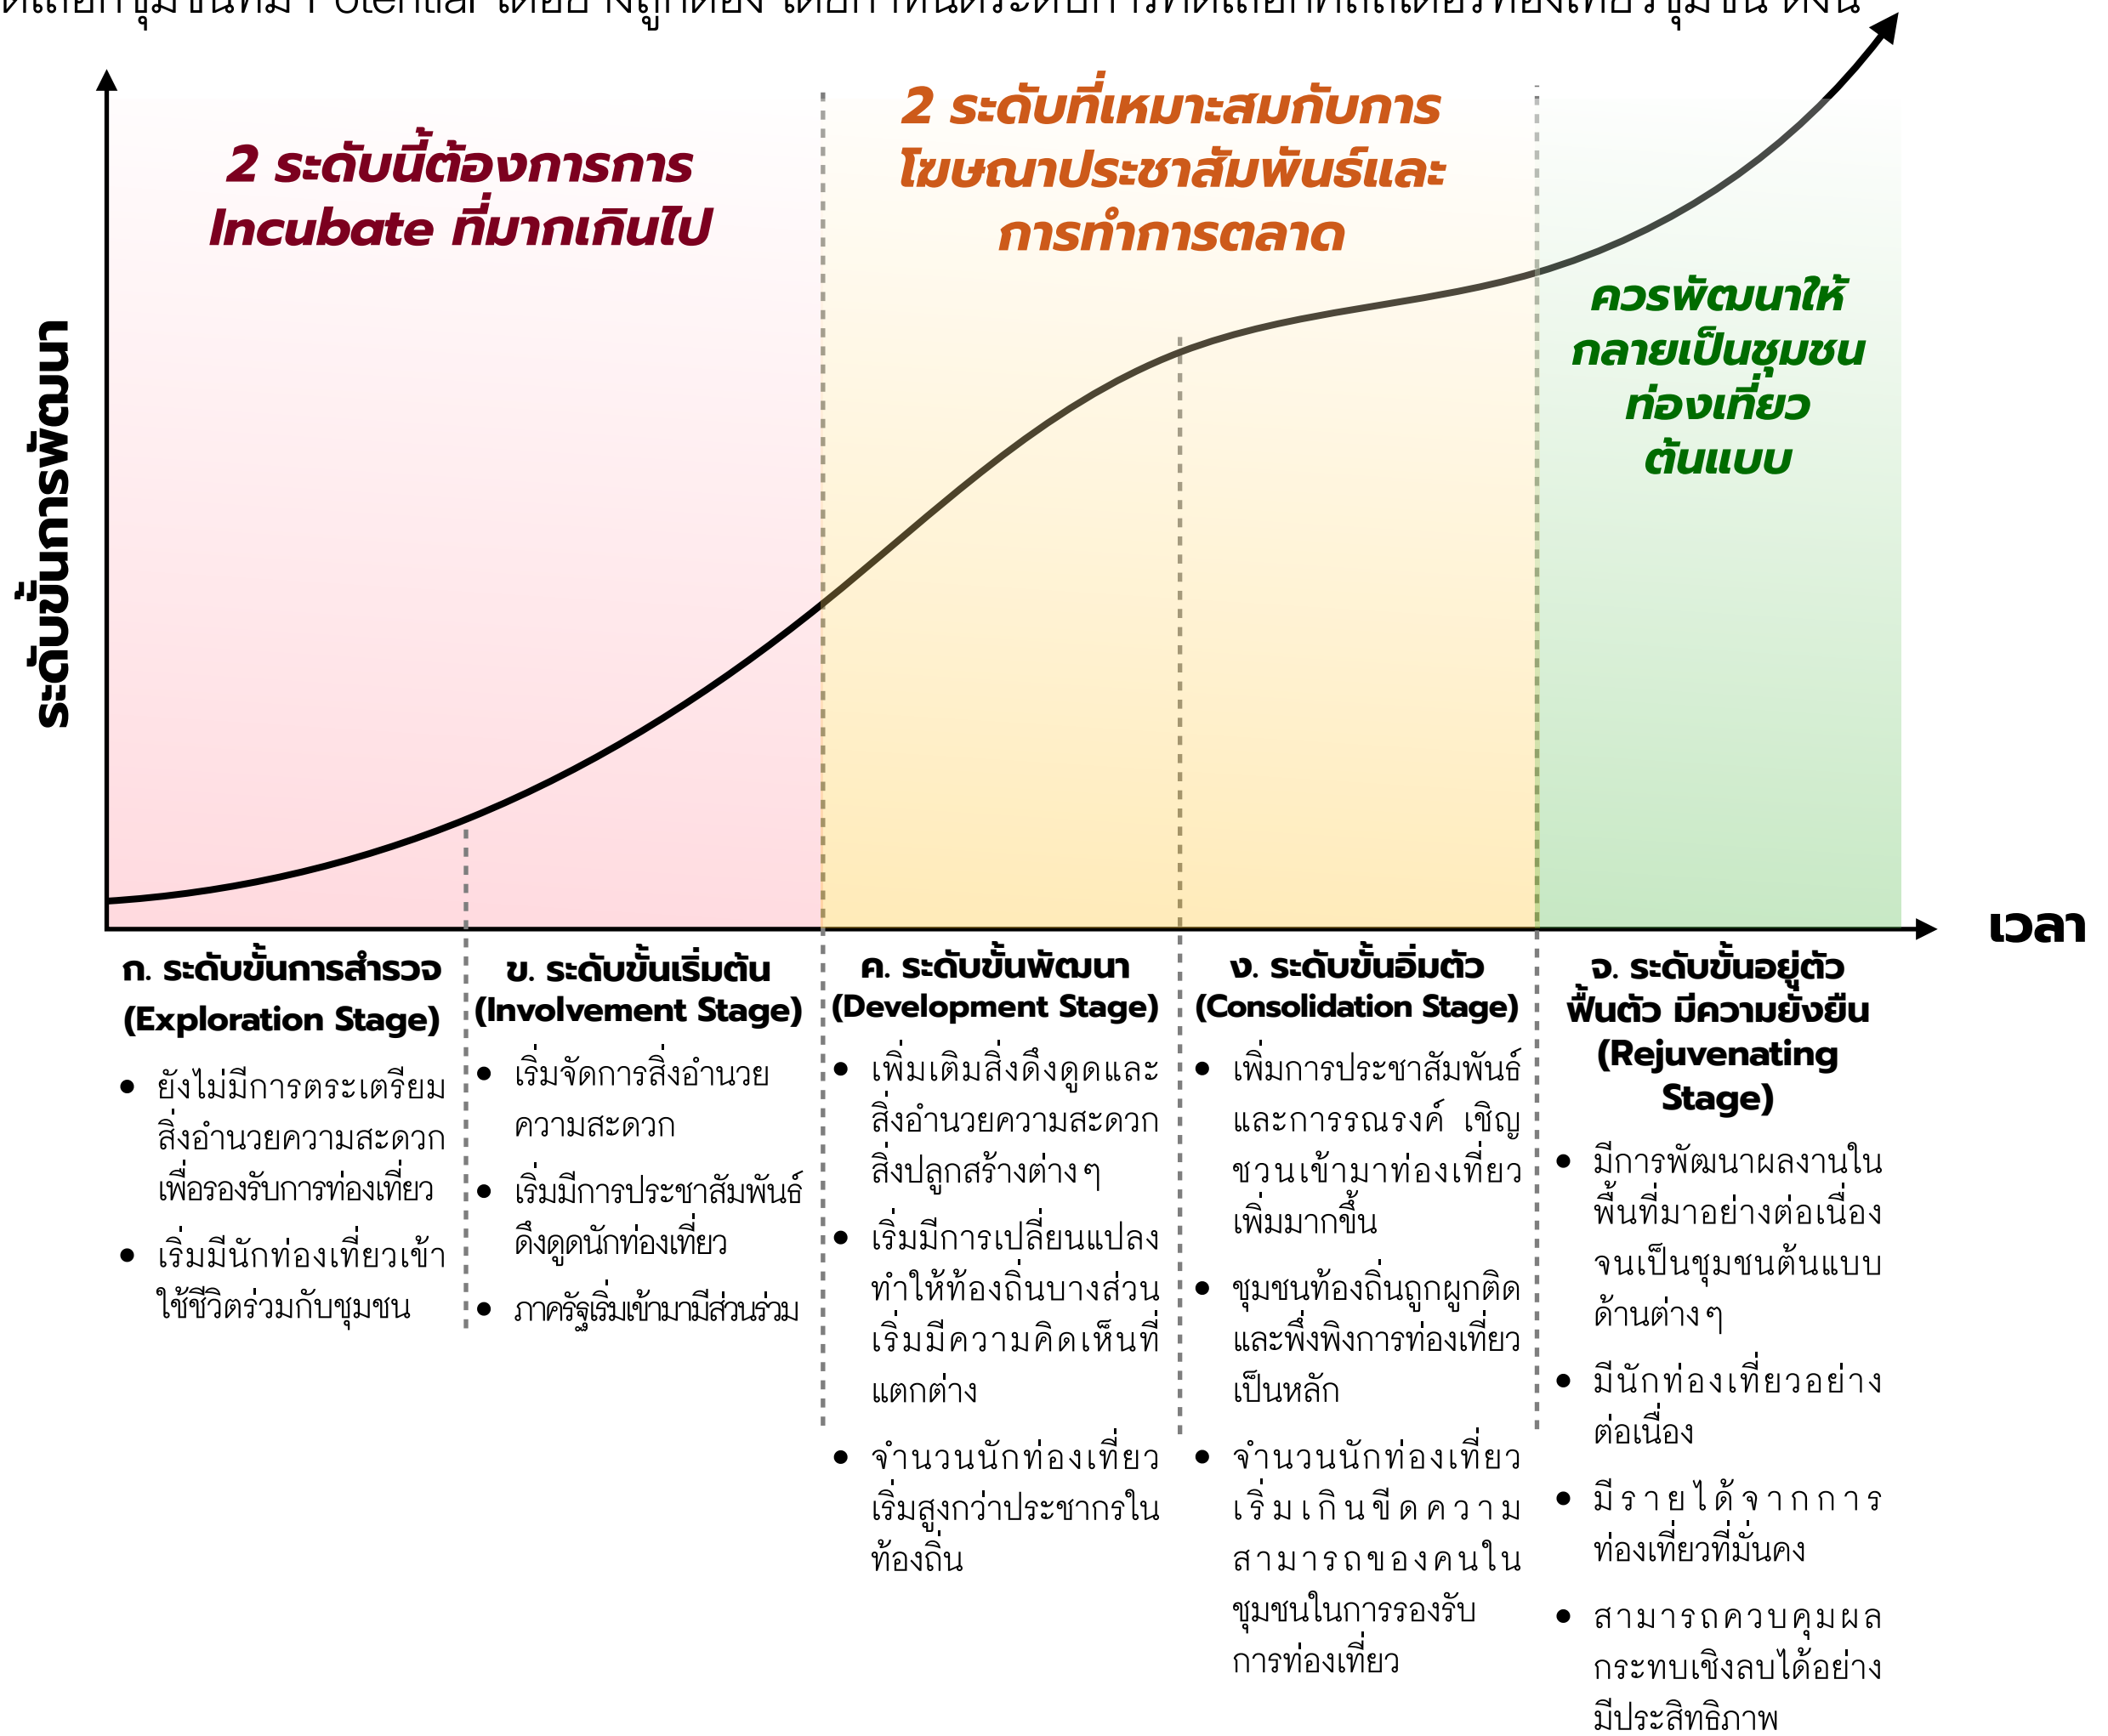 2 ระดับนี้ต้องการการ
Incubate ที่มากเกินไป
2 ระดับที่เหมาะสมกับการ
โฆษณาประชาสัมพันธ์และ
การทำการตลาด
ควรพัฒนาให้
กลายเป็นชุมชน
ท่องเที่ยว
ต้นแบบ
ระดับขั้นการพัฒนา
เวลา
ก. ระดับขั้นการสำรวจ
(Exploration Stage)
• ยังไม่มีการตระเตรียม
สิ่งอำนวยความสะดวก
เพื่อรองรับการท่องเที่ยว
• เริ่มมีนักท่องเที่ยวเข้า
ใช้ชีวิตร่วมกับชุมชน
ข. ระดับขั้นเริ่มต้น
(Involvement Stage)
• เริ่มจัดการสิ่งอำนวย
ความสะดวก
• เริ่มมีการประชาสัมพันธ์
ดึงดูดนักท่องเที่ยว
• ภาครัฐเริ่มเข้ามามีส่วนร่วม
ค. ระดับขั้นพัฒนา
(Development Stage)
• เพิ่มเติมสิ่งดึงดูดและ
สิ่งอำนวยความสะดวก
สิ่งปลูกสร้างต่าง ๆ
• เริ่มมีการเปลี่ยนแปลง
ทำให้ท้องถิ่นบางส่วน
เริ่มมีความคิดเห็นที่
แตกต่าง
• จำนวนนักท่องเที่ยว
เริ่มสูงกว่าประชากรใน
ท้องถิ่น
ง. ระดับขั้นอิ่มตัว
(Consolidation Stage)
• เพิ่มการประชาสัมพันธ์
และการรณรงค์ เชิญ
ชวนเข้ามาท่องเที่ยว
เพิ่มมากขึ้น
• ชุมชนท้องถิ่นถูกผูกติด
และพึ่งพิงการท่องเที่ยว
เป็นหลัก
• จำนวนนักท่องเที่ยว
เริ่มเกินขีดความ
สามารถของคนใน
ชุมชนในการรองรับ
การท่องเที่ยว
จ. ระดับขั้นอยู่ตัว
ฟื้นตัว มีความยั่งยืน
(Rejuvenating
Stage)
• มีการพัฒนาผลงานใน
พื้นที่มาอย่างต่อเนื่อง
จนเป็นชุมชนต้นแบบ
ด้านต่าง ๆ
• มีนักท่องเที่ยวอย่าง
ต่อเนื่อง
• มีรายได้จากการ
ท่องเที่ยวที่มั่นคง
• สามารถควบคุมผล
กระทบเชิงลบได้อย่าง
มีประสิทธิภาพ